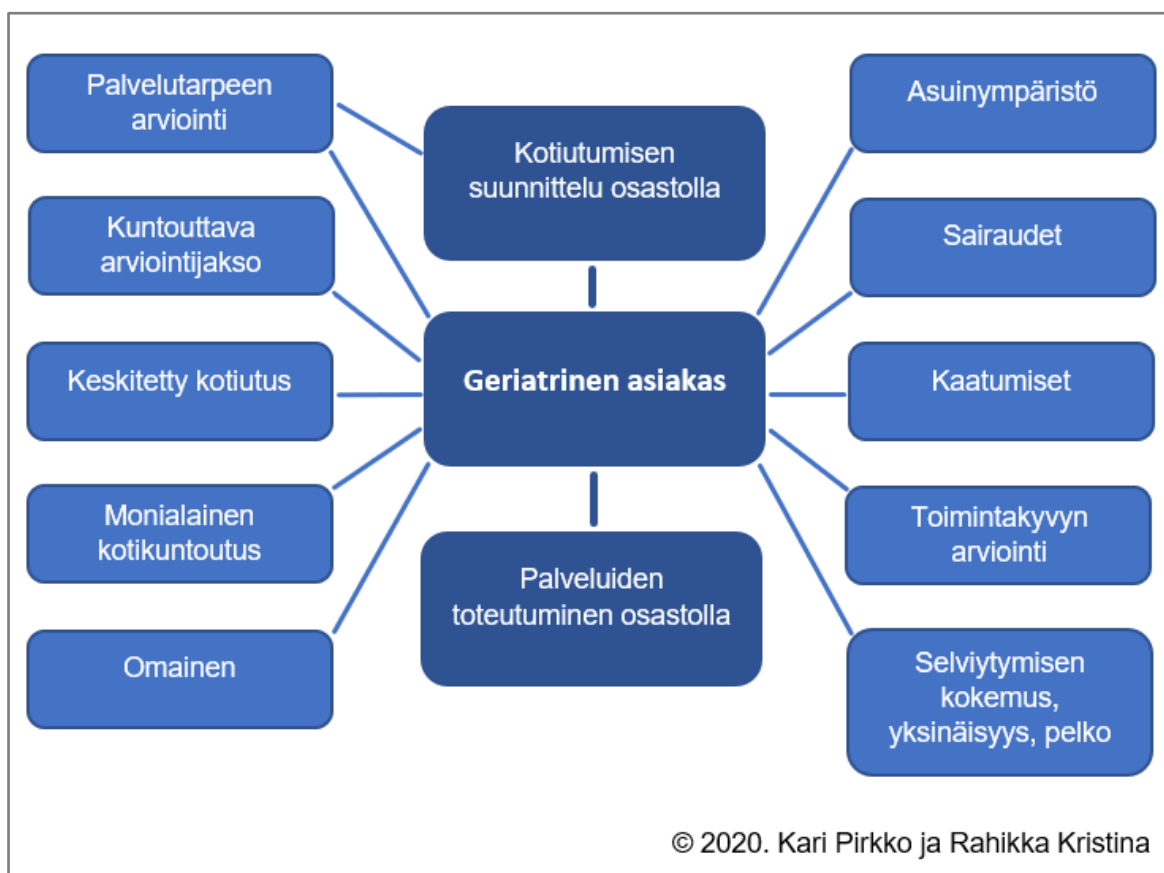 Palvelutarpeen
arviointi
Kuntouttava
arviointijakso
Keskitetty kotiutus
Monialainen
kotikuntoutus
Omainen
Kotiutumisen
suunnittelu osastolla
Geriatrinen asiakas
Palveluiden
toteutuminen osastolla
Asuinympäristö
Sairaudet
Kaatumiset
Toimintakyvyn
arviointi
Selviytymisen
kokemus,
yksinäisyys, pelko
© 2020. Kari Pirkko ja Rahikka Kristina